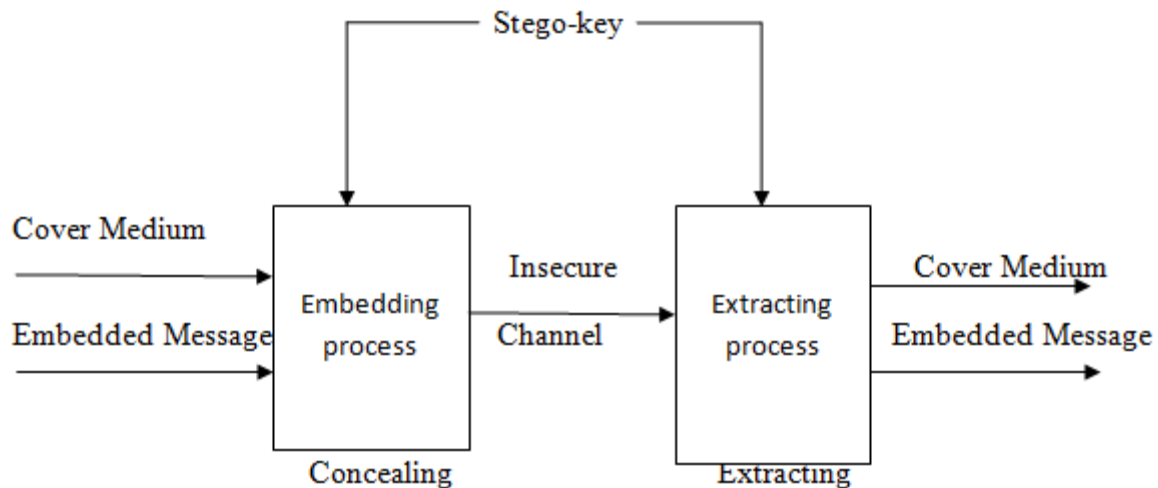 Stego-key
Cover Medium
Embedded Message
Embedding
process
Concealing
Insecure
Channel
Extracting
process
Extracting
Cover Medium
Embedded Message